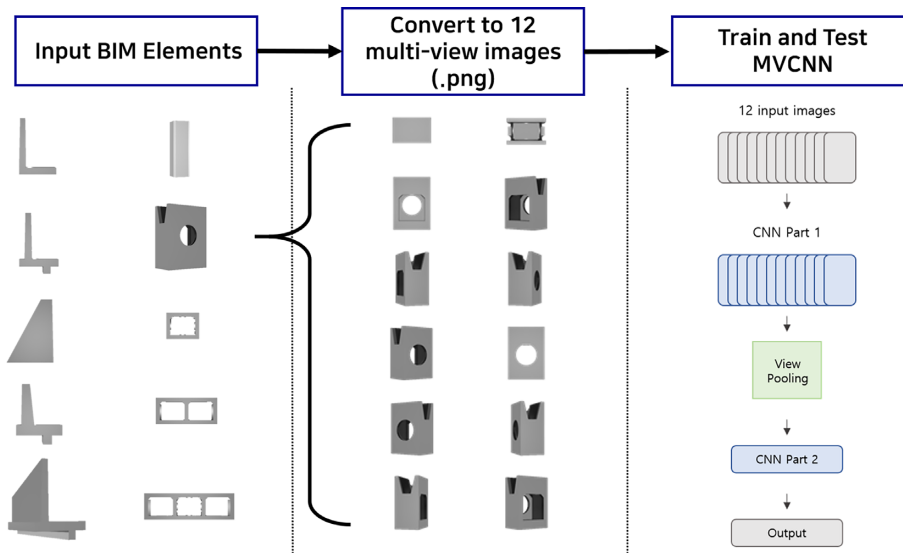 Input BIM Elements
Convert to 12
multi-view images
(.png)
Train and Test
MVCNN
12 input images
CNN Part 1
View
Pooling
CNN Part 2
Output